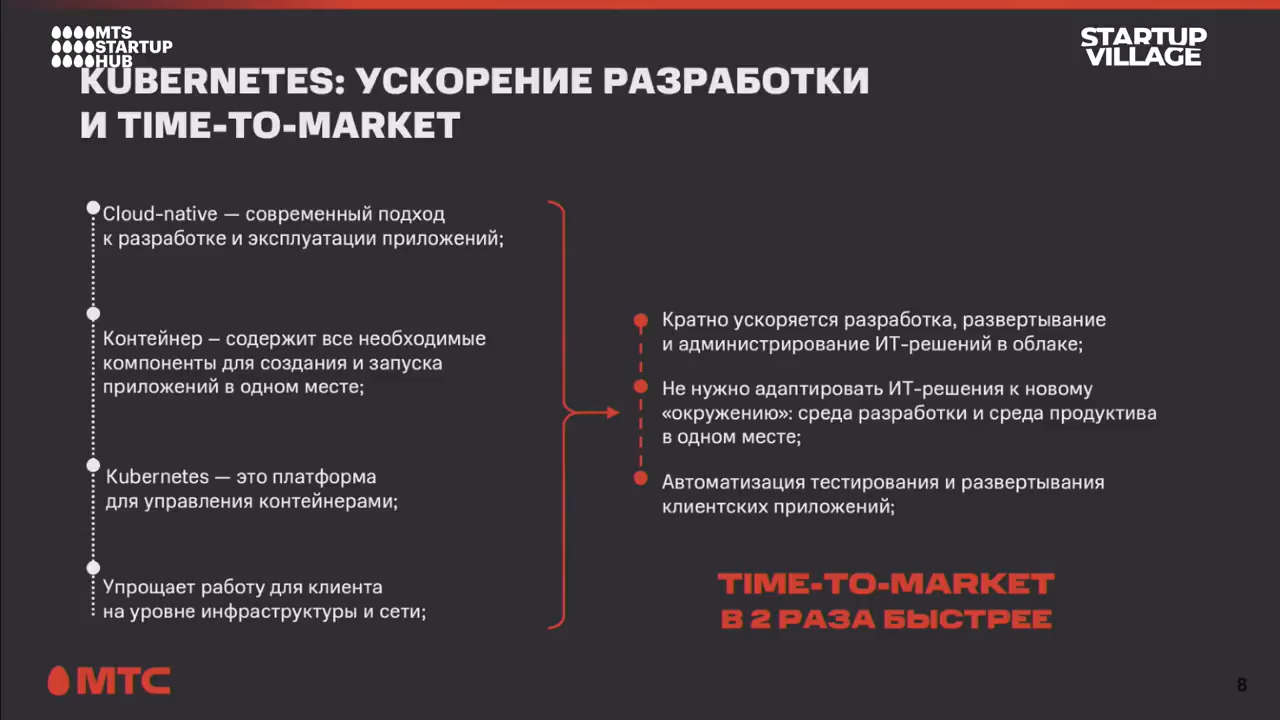 MTS
STARTUP
HUB
STARTUP
VILLAGE
KUBERNETES: УСКОРЕНИЕ РАЗРАБОТКИ
И TIME-TO-MARKET
Cloud-native — современный подход
к разработке и эксплуатации приложений;
Контейнер – содержит все необходимые
компоненты для создания и запуска
приложений в одном месте;
Kubernetes — это платформа
для управления контейнерами;
Упрощает работу для клиента
на уровне инфраструктуры и сети;
Кратно ускоряется разработка, развертывание
и администрирование ИТ-решений в облаке;
Не нужно адаптировать ИТ-решения к новому
«окружению»: среда разработки и среда продуктива
в одном месте;
Автоматизация тестирования и развертывания
клиентских приложений;
TIME-TO-MARKET
В 2 РАЗА БЫСТРЕЕ
МТС
8